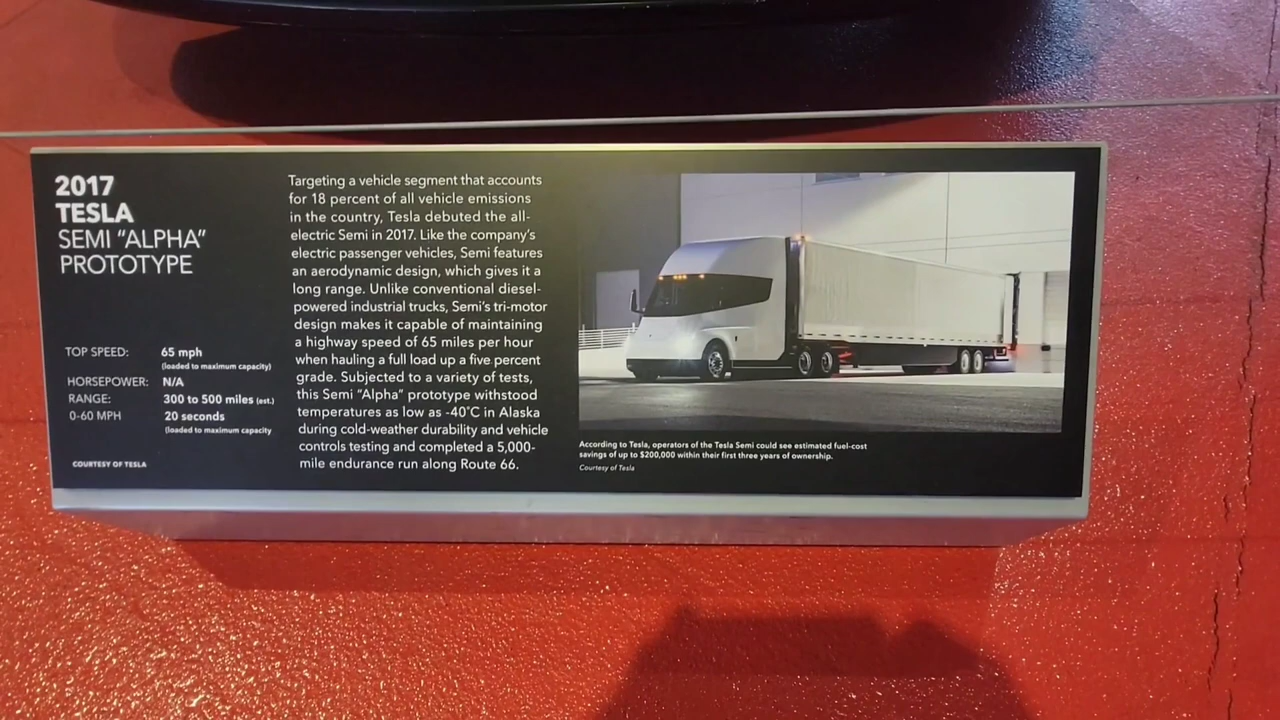 2017
TESLA
SEMI “ALPHA”
PROTOTYPE
TOP SPEED: 65 mph
(loaded to maximum capacity)
HORSEPOWER: N/A
RANGE: 300 to 500 miles (est.)
0-60 MPH 20 seconds
(loaded to maximum capacity
COURTESY OF TESLA
Targeting a vehicle segment that accounts
for 18 percent of all vehicle emissions
in the country, Tesla debuted the all-
electric Semi in 2017. Like the company’s
electric passenger vehicles, Semi features
an aerodynamic design, which gives it a
long range. Unlike conventional diesel-
powered industrial trucks, Semi’s tri-motor
design makes it capable of maintaining
a highway speed of 65 miles per hour
when hauling a full load up a five percent
grade. Subjected to a variety of tests,
this Semi “Alpha” prototype withstood
temperatures as low as -40°C in Alaska
during cold-weather durability and vehicle
controls testing and completed a 5,000-
mile endurance run along Route 66.
According to Tesla, operators of the Tesla Semi could see estimated fuel-cost
savings of up to $200,000 within their first three years of ownership.
Courtesy of Tesla